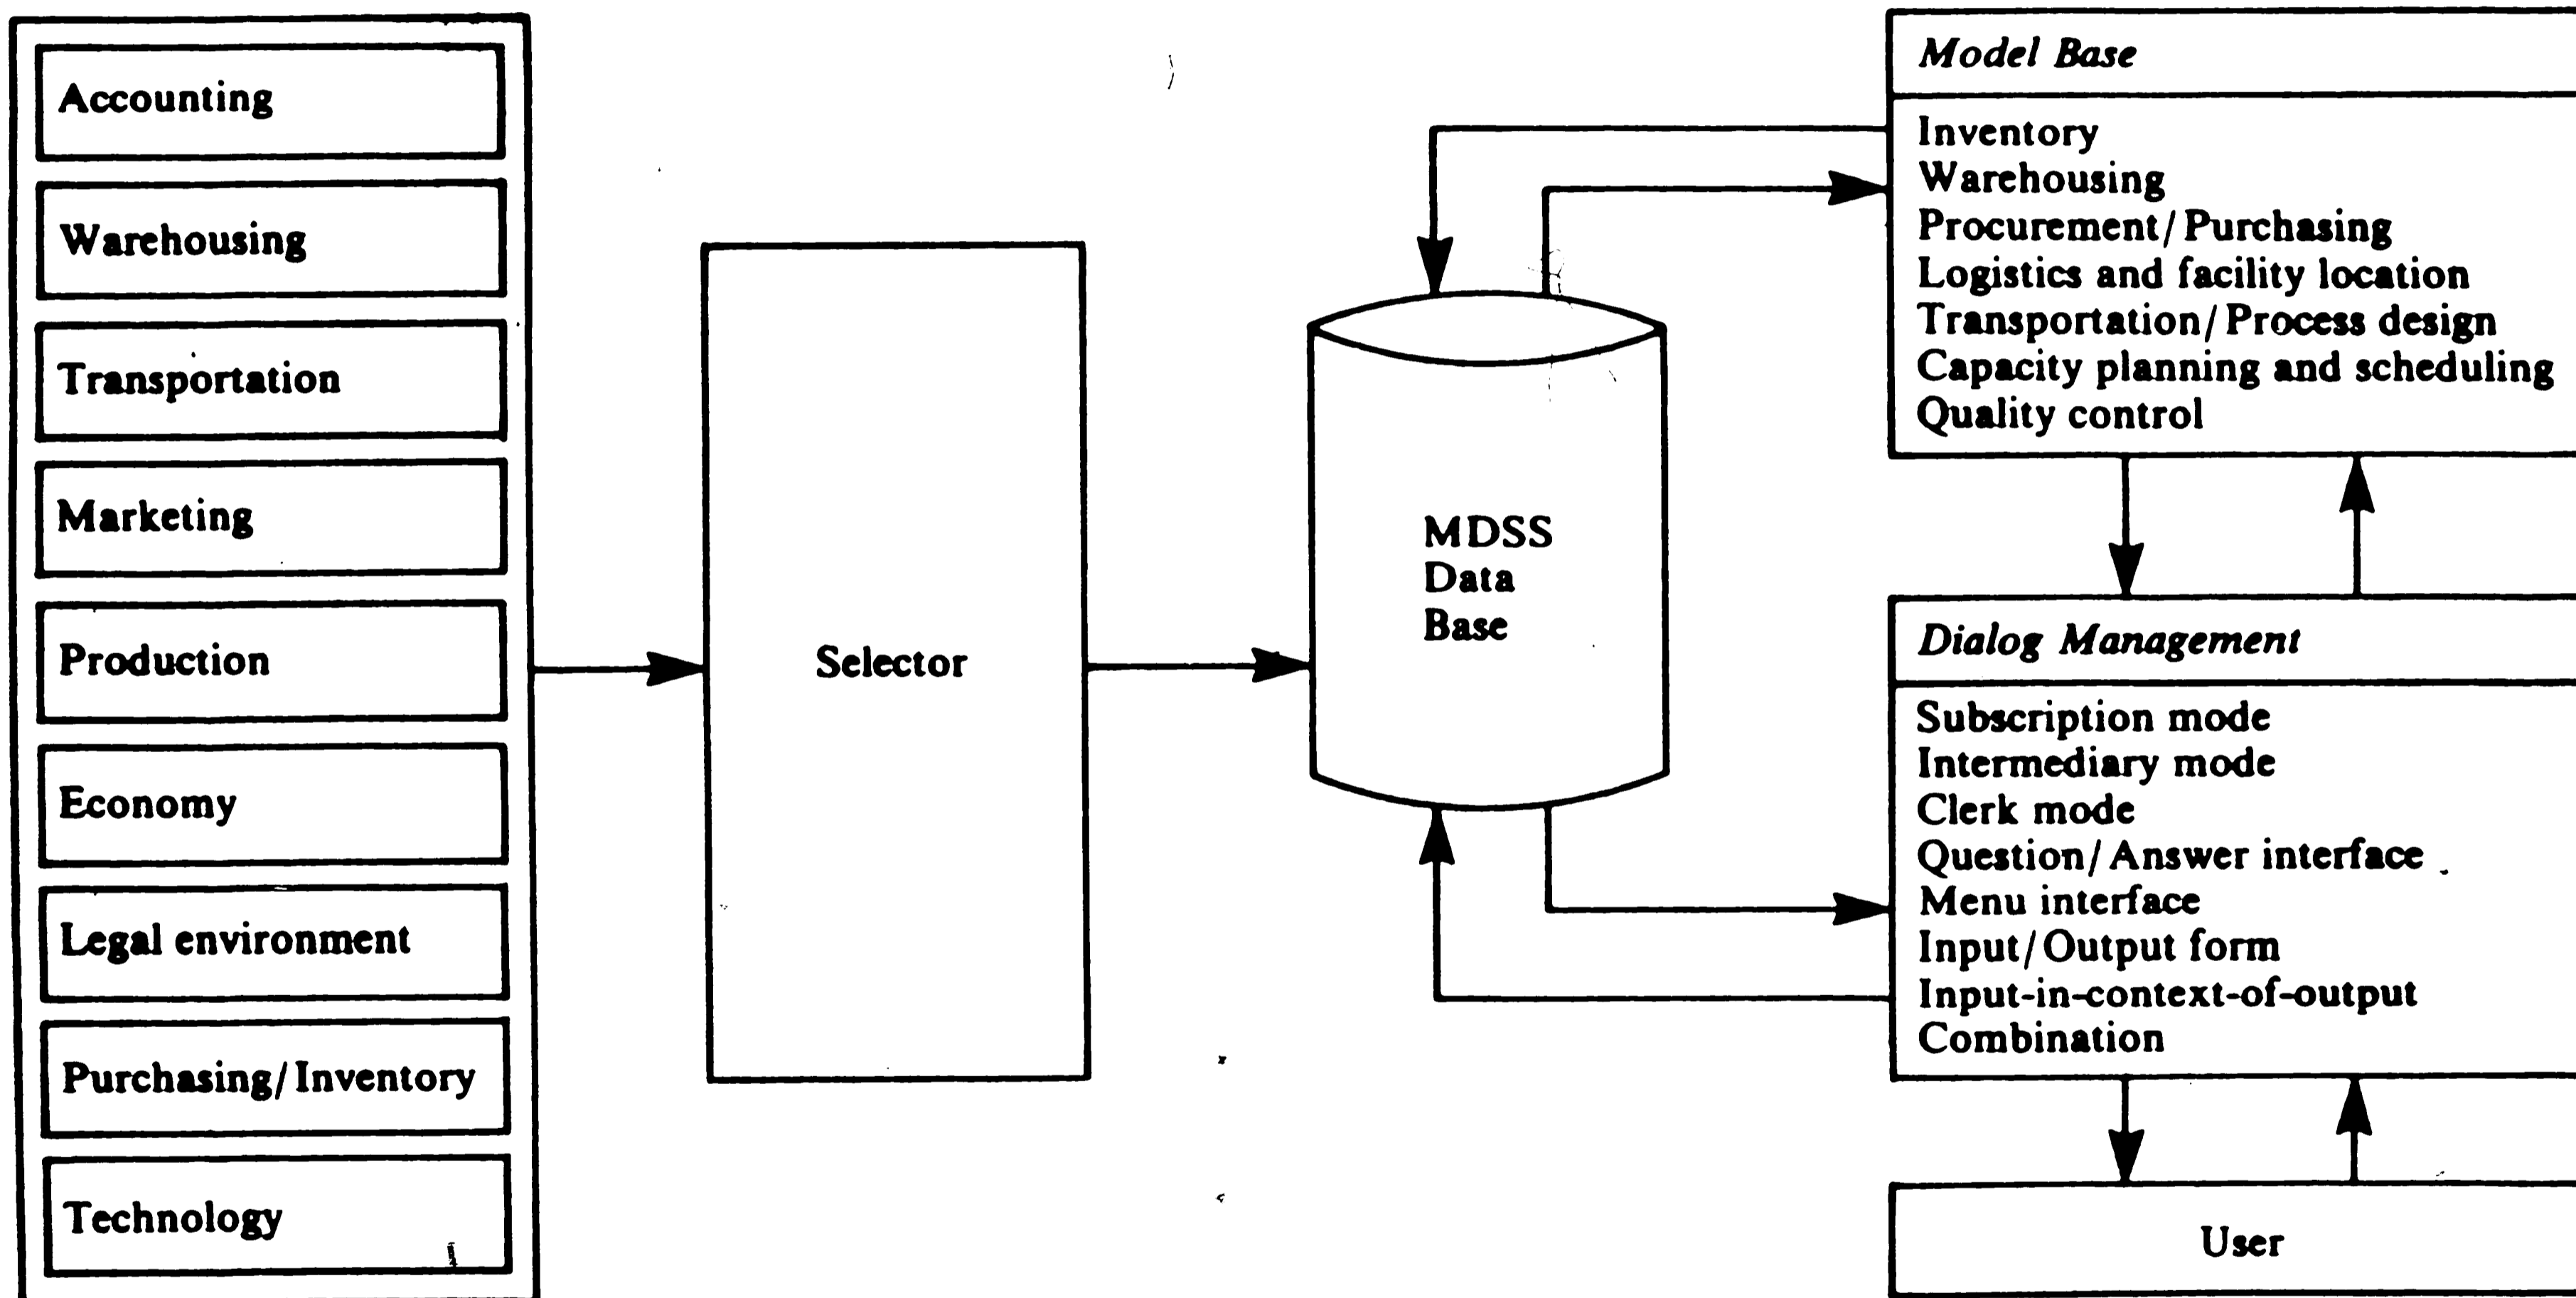 Accounting
Warehousing
Transportation
Marketing
Production
Economy
Legal environment
Purchasing/Inventory
Technology
Selector
MDSS
Data
Base
Model Base
Inventory
Warehousing
Procurement/Purchasing
Logistics and facility location
Transportation/Process design
Capacity planning and scheduling
Quality control
Dialog Management
Subscription mode
Intermediary mode
Clerk mode
Question/Answer interface
Menu interface
Input/Output form
Input-in-context-of-output
Combination
User